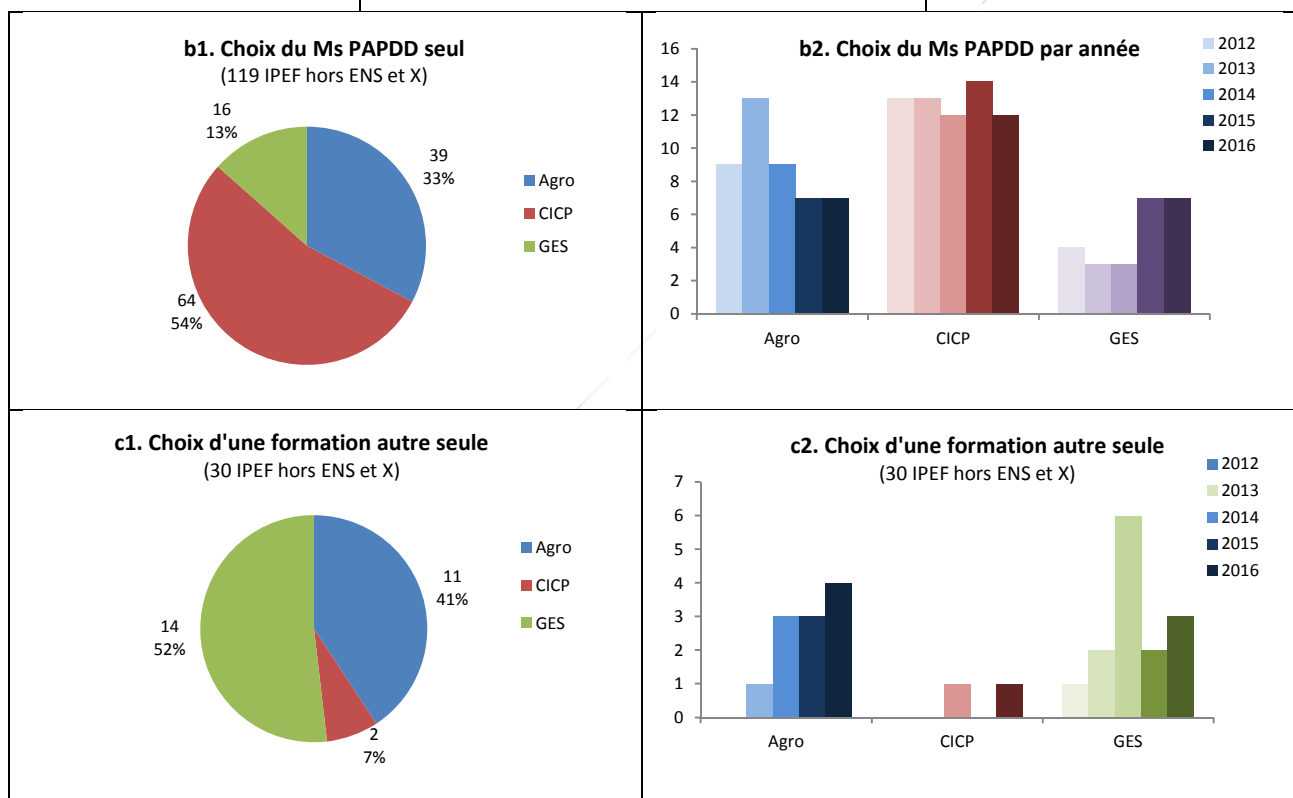 b1. Choix du Ms PAPDD seul
(119 IPEF hors ENS et X)
16
13%
39
33%
64
54%
Agro
CICP
GES
b2. Choix du Ms PAPDD par année
2012
2013
2014
2015
2016
16
14
12
10
8
6
4
2
0
Agro
CICP
GES
c1. Choix d'une formation autre seule
(30 IPEF hors ENS et X)
11
41%
14
52%
2
7%
Agro
CICP
GES
c2. Choix d'une formation autre seule
(30 IPEF hors ENS et X)
2012
2013
2014
2015
2016
7
6
5
4
3
2
1
0
Agro
CICP
GES